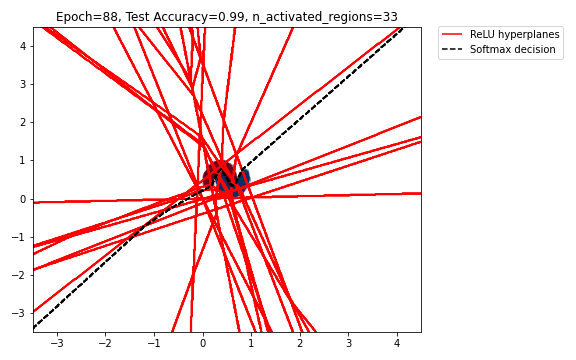 Epoch=88, Test Accuracy=0.99, n_activated_regions=33
ReLU hyperplanes
Softmax decision
4
3
2
1
0
−1
−2
−3
−3 −2 −1 0 1 2 3 4